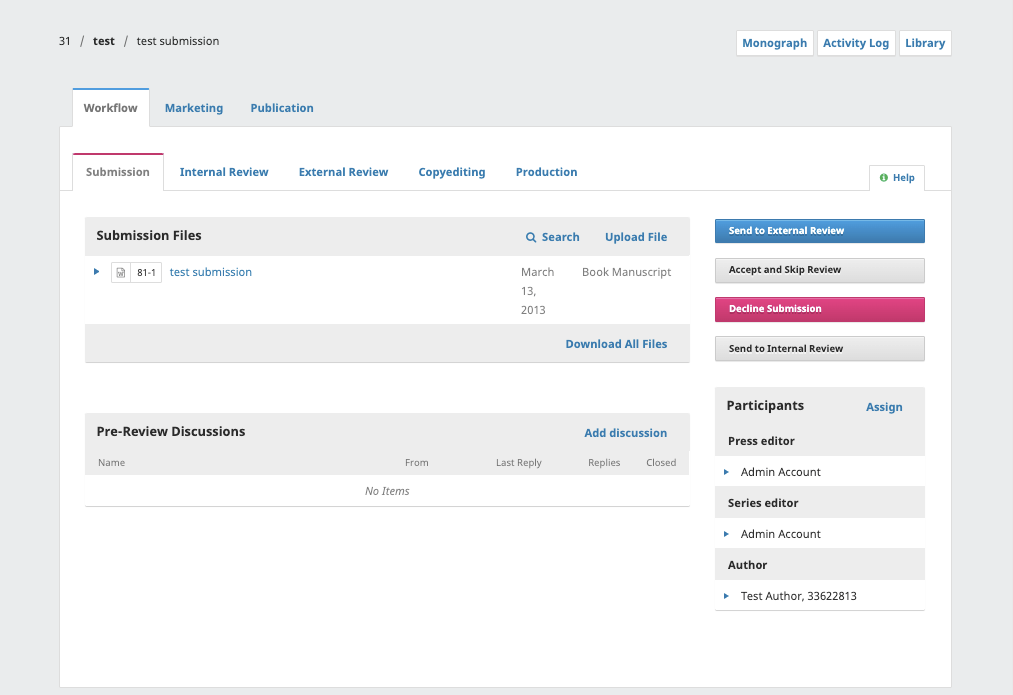 31 / test / test submission
Monograph Activity Log Library
Workflow Marketing Publication
Submission Internal Review External Review Copyediting Production
Help
Submission Files Search Upload File
81-1 test submission March 13, 2013 Book Manuscript
Download All Files
Pre-Review Discussions Add discussion
Name From Last Reply Replies Closed
No Items
Send to External Review
Accept and Skip Review
Decline Submission
Send to Internal Review
Participants Assign
Press editor
Admin Account
Series editor
Admin Account
Author
Test Author, 33622813